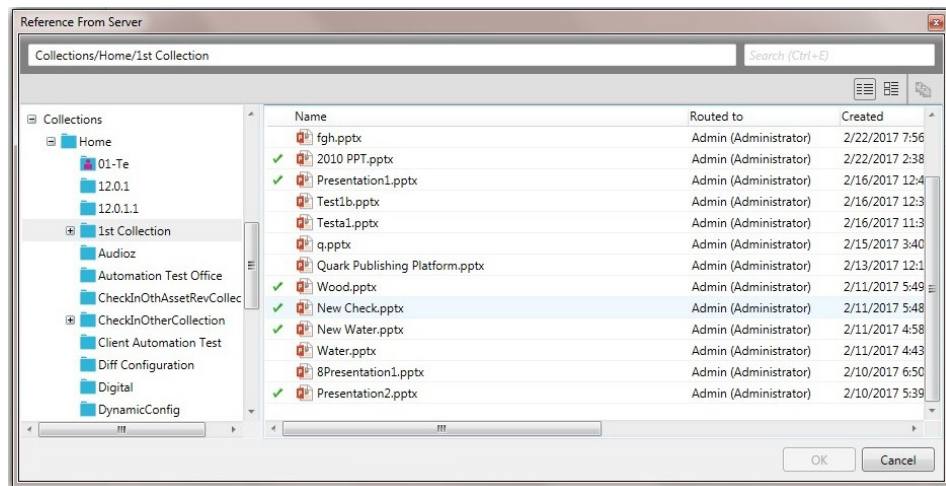 Reference From Server
Collections/Home/1st Collection
Search (Ctrl+E)
Collections
Home
01-Te
12.0.1
12.0.1.1
1st Collection
Audioz
Automation Test Office
CheckInOthAssetRevCollec
CheckInOtherCollection
Client Automation Test
Diff Configuration
Digital
DynamicConfig
Name Routed to Created
fgh.pptx Admin (Administrator) 2/22/2017 7:56
2010 PPT.pptx Admin (Administrator) 2/22/2017 2:38
Presentation1.pptx Admin (Administrator) 2/16/2017 12:4
Test1b.pptx Admin (Administrator) 2/16/2017 12:3
Testa1.pptx Admin (Administrator) 2/16/2017 11:3
q.pptx Admin (Administrator) 2/15/2017 3:40
Quark Publishing Platform.pptx Admin (Administrator) 2/13/2017 12:1
Wood.pptx Admin (Administrator) 2/11/2017 5:49
New Check.pptx Admin (Administrator) 2/11/2017 5:48
New Water.pptx Admin (Administrator) 2/11/2017 4:58
Water.pptx Admin (Administrator) 2/11/2017 4:43
8Presentation1.pptx Admin (Administrator) 2/10/2017 6:50
Presentation2.pptx Admin (Administrator) 2/10/2017 5:39
OK Cancel